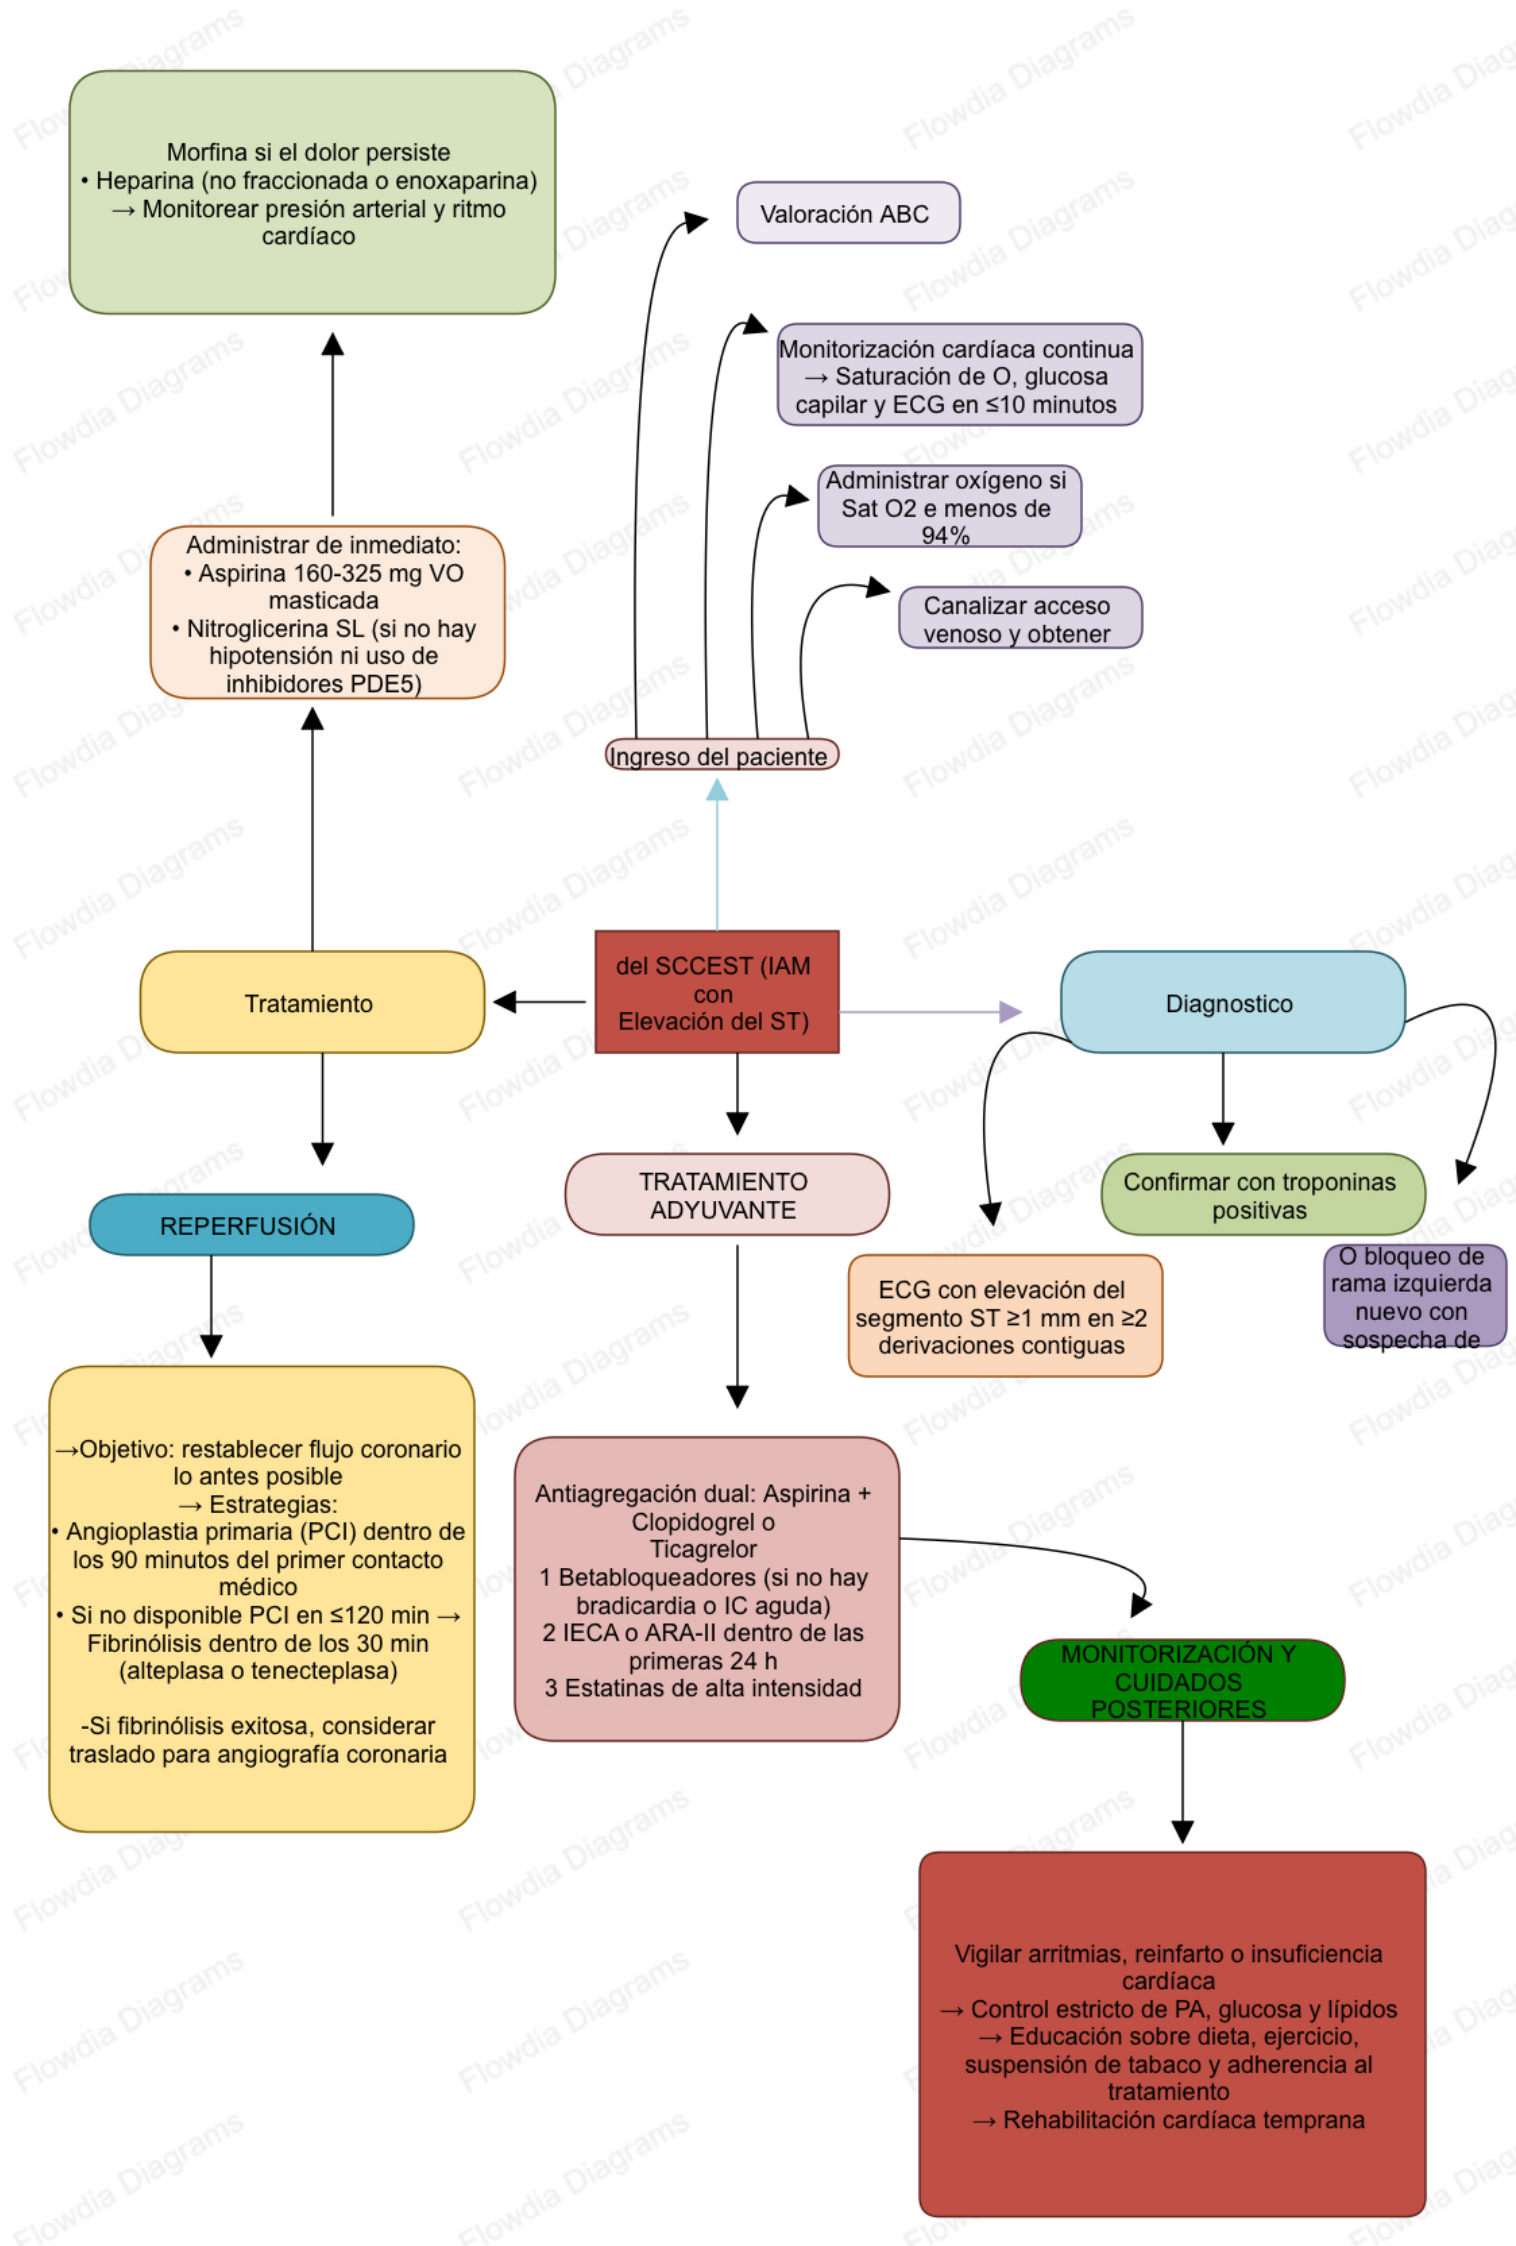 Morfina si el dolor persiste
• Heparina (no fraccionada o enoxaparina)
→ Monitorear presión arterial y ritmo
cardíaco
Valoración ABC
Monitorización cardíaca continua
→ Saturación de O, glucosa
capilar y ECG en ≤10 minutos
Administrar oxígeno si
Sat O2 e menos de
94%
Canalizar acceso
venoso y obtener
Administrar de inmediato:
• Aspirina 160-325 mg VO
masticada
• Nitroglicerina SL (si no hay
hipotensión ni uso de
inhibidores PDE5)
Ingreso del paciente
Tratamiento
del SCCEST (IAM
con
Elevación del ST)
Diagnostico
REPERFUSIÓN
TRATAMIENTO
ADYUVANTE
Confirmar con troponinas
positivas
ECG con elevación del
segmento ST ≥1 mm en ≥2
derivaciones contiguas
O bloqueo de
rama izquierda
nuevo con
sospecha de
→Objetivo: restablecer flujo coronario
lo antes posible
→ Estrategias:
• Angioplastia primaria (PCI) dentro de
los 90 minutos del primer contacto
médico
• Si no disponible PCI en ≤120 min →
Fibrinólisis dentro de los 30 min
(alteplasa o tenecteplasa)
-Si fibrinólisis exitosa, considerar
traslado para angiografía coronaria
Antiagregación dual: Aspirina +
Clopidogrel o
Ticagrelor
1 Betabloqueadores (si no hay
bradicardia o IC aguda)
2 IECA o ARA-II dentro de las
primeras 24 h
3 Estatinas de alta intensidad
MONITORIZACIÓN Y
CUIDADOS
POSTERIORES
Vigilar arritmias, reinfarto o insuficiencia
cardíaca
→ Control estricto de PA, glucosa y lípidos
→ Educación sobre dieta, ejercicio,
suspensión de tabaco y adherencia al
tratamiento
→ Rehabilitación cardíaca temprana
Flowdia Diagrams